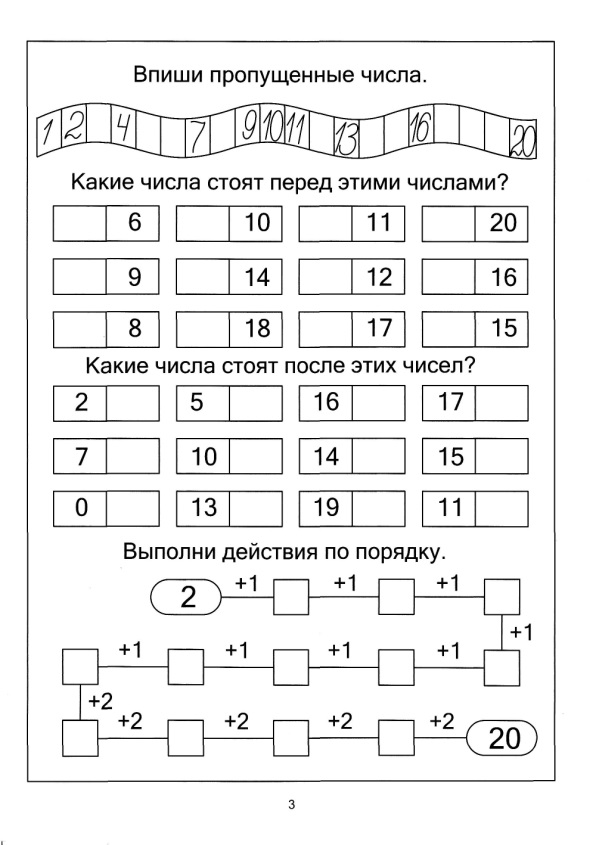 Впиши пропущенные числа.
1 2 4 7 9 10 11 13 16 20
Какие числа стоят перед этими числами?
6 10 11 20
9 14 12 16
8 18 17 15
Какие числа стоят после этих чисел?
2 5 16 17
7 10 14 15
0 13 19 11
Выполни действия по порядку.
2 +1 +1 +1
+1
+1 +1 +1 +1
+2
+2 +2 +2 +2 20
3